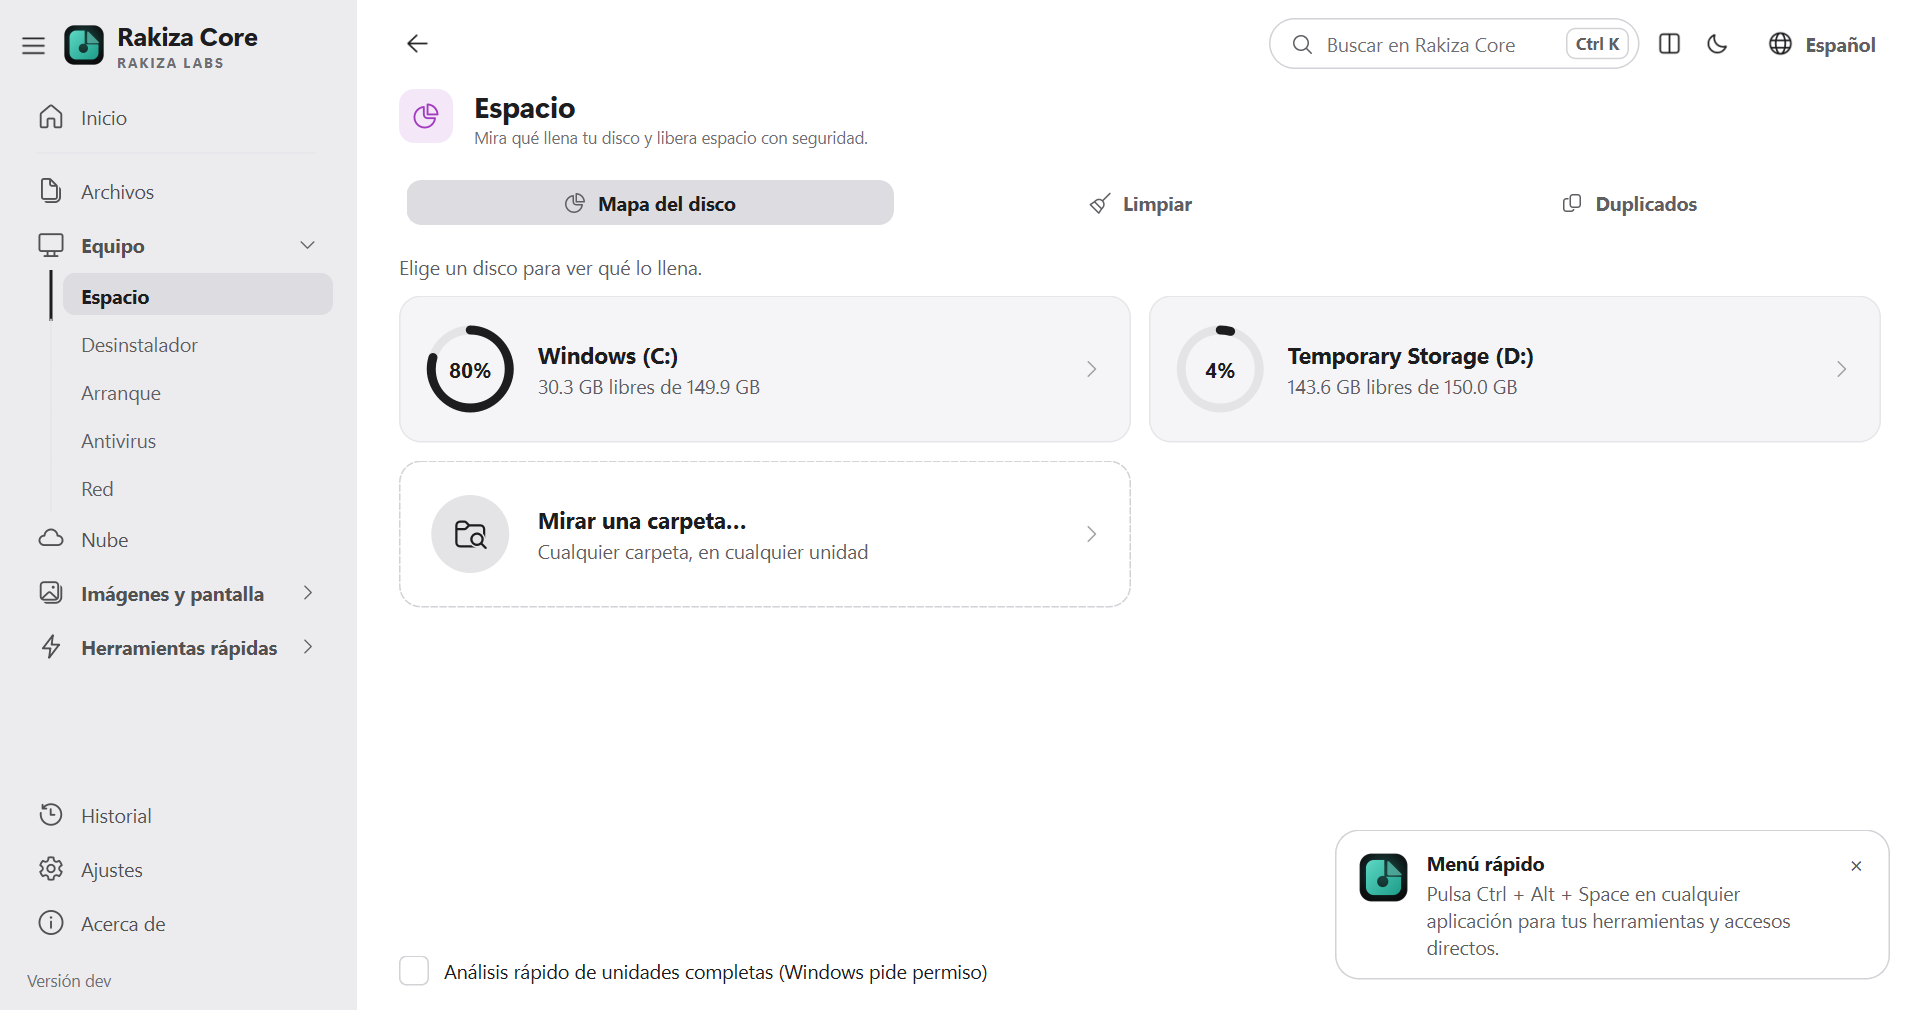 Rakiza Core
RAKIZA LABS
Inicio
Archivos
Equipo
Espacio
Desinstalador
Arranque
Antivirus
Red
Nube
Imágenes y pantalla
Herramientas rápidas
Historial
Ajustes
Acerca de
Versión dev
Buscar en Rakiza Core
Ctrl K
Español
Espacio
Mira qué llena tu disco y libera espacio con seguridad.
Mapa del disco
Limpiar
Duplicados
Elige un disco para ver qué lo llena.
80%
Windows (C:)
30.3 GB libres de 149.9 GB
4%
Temporary Storage (D:)
143.6 GB libres de 150.0 GB
Mirar una carpeta...
Cualquier carpeta, en cualquier unidad
Análisis rápido de unidades completas (Windows pide permiso)
Menú rápido
Pulsa Ctrl + Alt + Space en cualquier
aplicación para tus herramientas y accesos
directos.